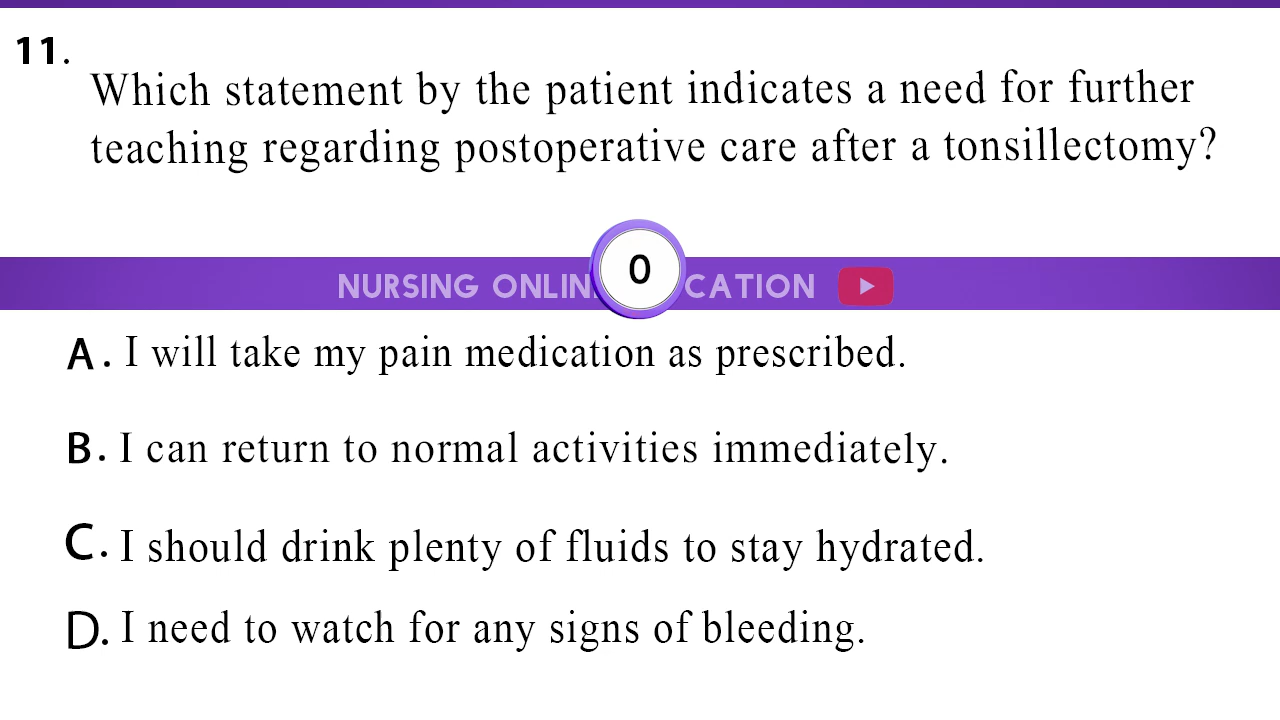 11.
Which statement by the patient indicates a need for further
teaching regarding postoperative care after a tonsillectomy?
0
NURSING ONLIN CATION
A. I will take my pain medication as prescribed.
B. I can return to normal activities immediately.
C. I should drink plenty of fluids to stay hydrated.
D. I need to watch for any signs of bleeding.